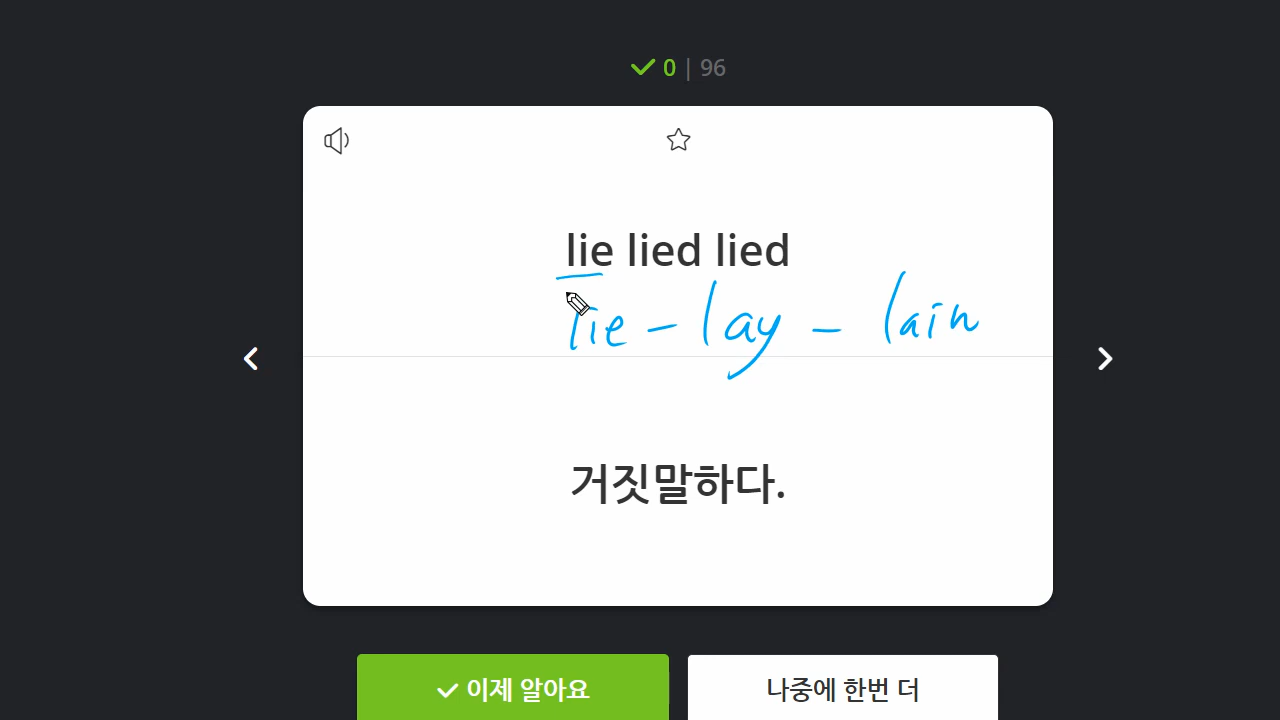 0 | 96
lie lied lied
lie – lay – lain
거짓말하다.
이제 알아요
나중에 한번 더